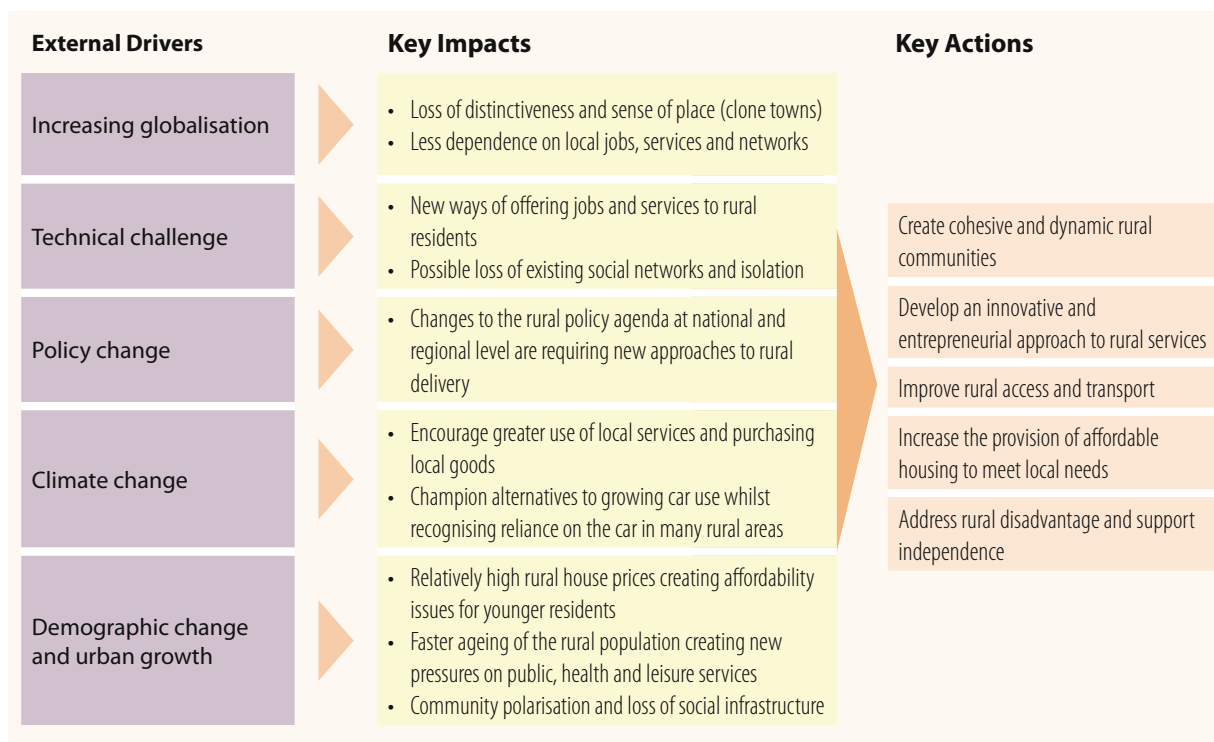 External Drivers
Key Impacts
Key Actions
Increasing globalisation
• Loss of distinctiveness and sense of place (clone towns)
• Less dependence on local jobs, services and networks
Technical challenge
• New ways of offering jobs and services to rural
residents
• Possible loss of existing social networks and isolation
Policy change
• Changes to the rural policy agenda at national and
regional level are requiring new approaches to rural
delivery
Climate change
• Encourage greater use of local services and purchasing
local goods
• Champion alternatives to growing car use whilst
recognising reliance on the car in many rural areas
Demographic change
and urban growth
• Relatively high rural house prices creating affordability
issues for younger residents
• Faster ageing of the rural population creating new
pressures on public, health and leisure services
• Community polarisation and loss of social infrastructure
Create cohesive and dynamic rural
communities
Develop an innovative and
entrepreneurial approach to rural services
Improve rural access and transport
Increase the provision of affordable
housing to meet local needs
Address rural disadvantage and support
independence